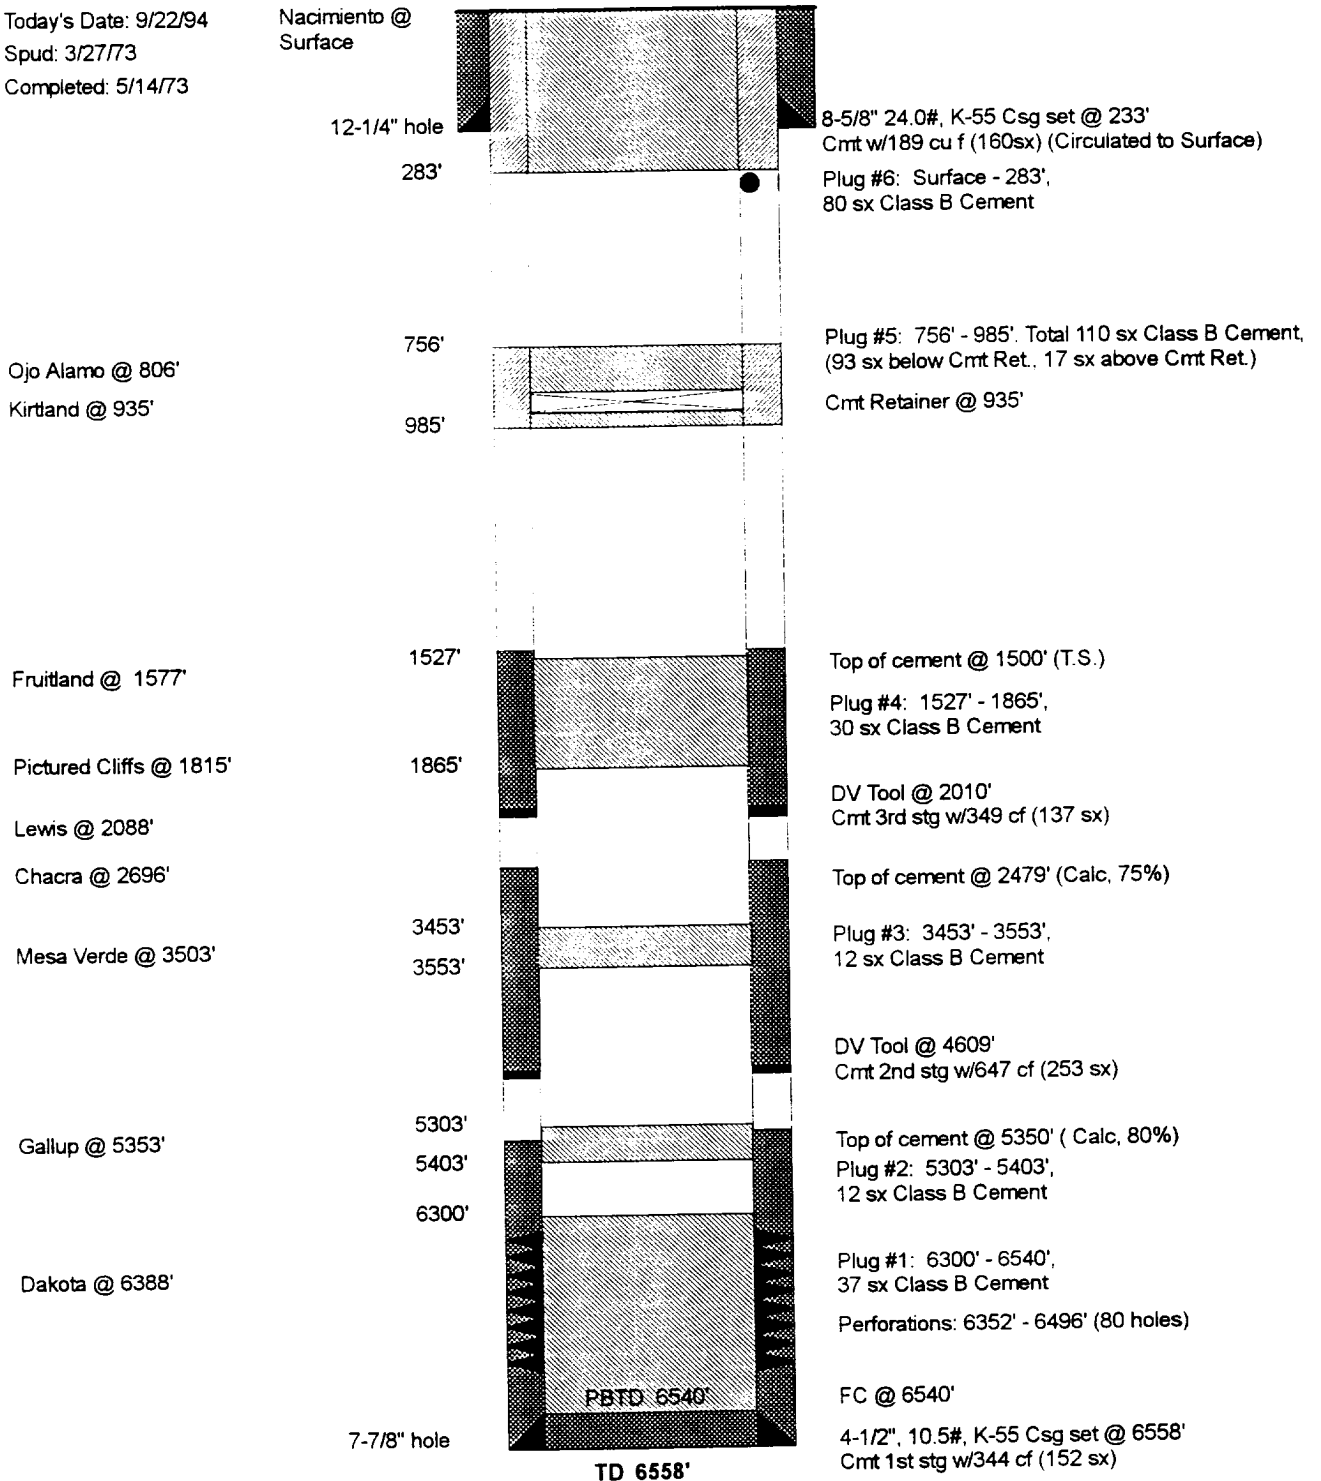 Today's Date: 9/22/94
Spud: 3/27/73
Completed: 5/14/73
Nacimiento @
Surface
12-1/4" hole
8-5/8" 24.0#, K-55 Csg set @ 233'
Cmt w/189 cu f (160sx) (Circulated to Surface)
283'
Plug #6: Surface - 283',
80 sx Class B Cement
756'
Plug #5: 756' - 985'. Total 110 sx Class B Cement,
(93 sx below Cmt Ret., 17 sx above Cmt Ret.)
Ojo Alamo @ 806'
Kirtland @ 935'
Cmt Retainer @ 935'
985'
1527'
Top of cement @ 1500' (T.S.)
Fruitland @ 1577'
Plug #4: 1527' - 1865',
30 sx Class B Cement
Pictured Cliffs @ 1815'
1865'
DV Tool @ 2010'
Cmt 3rd stg w/349 cf (137 sx)
Lewis @ 2088'
Chacra @ 2696'
Top of cement @ 2479' (Calc, 75%)
3453'
Plug #3: 3453' - 3553',
12 sx Class B Cement
Mesa Verde @ 3503'
3553'
DV Tool @ 4609'
Cmt 2nd stg w/647 cf (253 sx)
5303'
Gallup @ 5353'
Top of cement @ 5350' ( Calc, 80%)
5403'
Plug #2: 5303' - 5403',
12 sx Class B Cement
6300'
Plug #1: 6300' - 6540',
37 sx Class B Cement
Dakota @ 6388'
Perforations: 6352' - 6496' (80 holes)
PBTD 6540'
FC @ 6540'
7-7/8" hole
4-1/2", 10.5#, K-55 Csg set @ 6558'
Cmt 1st stg w/344 cf (152 sx)
TD 6558'